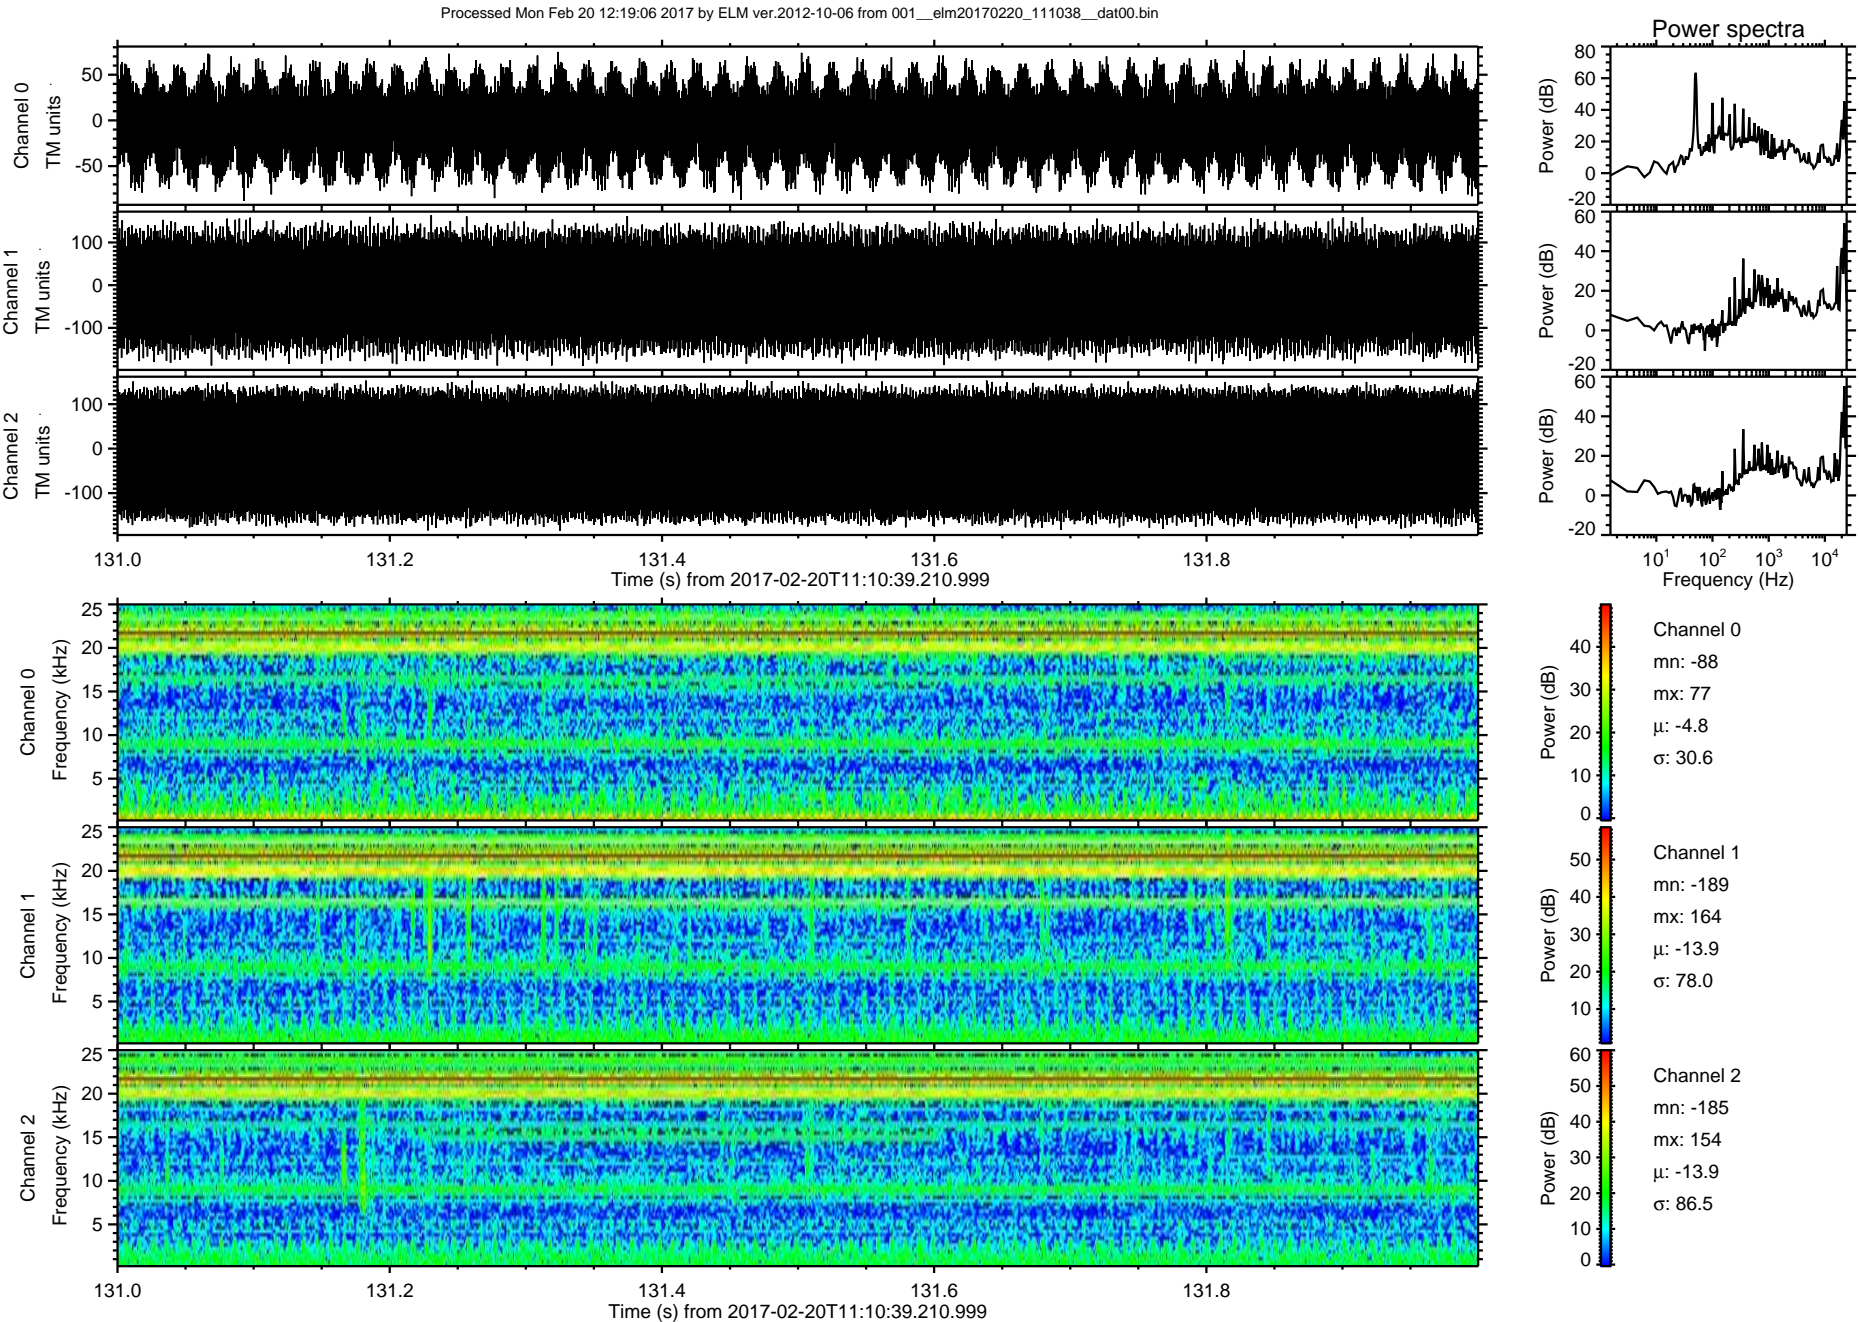 Processed Mon Feb 20 12:19:06 2017 by ELM ver.2012-10-06 from 001__elm20170220_111038__dat00.bin
Power spectra
Channel 0
TM units
50
0
-50
Power (dB)
80
60
40
20
0
-20
Channel 1
TM units
100
0
-100
Power (dB)
60
40
20
0
-20
Channel 2
TM units
100
0
-100
Power (dB)
60
40
20
0
-20
131.0 131.2 131.4 131.6 131.8
Time (s) from 2017-02-20T11:10:39.210.999
10^1 10^2 10^3 10^4
Frequency (Hz)
Channel 0
Frequency (kHz)
25
20
15
10
5
Power (dB)
40
30
20
10
0
Channel 0
mn: -88
mx: 77
μ: -4.8
σ: 30.6
Channel 1
Frequency (kHz)
25
20
15
10
5
Power (dB)
50
40
30
20
10
Channel 1
mn: -189
mx: 164
μ: -13.9
σ: 78.0
Channel 2
Frequency (kHz)
25
20
15
10
5
Power (dB)
60
50
40
30
20
10
0
Channel 2
mn: -185
mx: 154
μ: -13.9
σ: 86.5
131.0 131.2 131.4 131.6 131.8
Time (s) from 2017-02-20T11:10:39.210.999